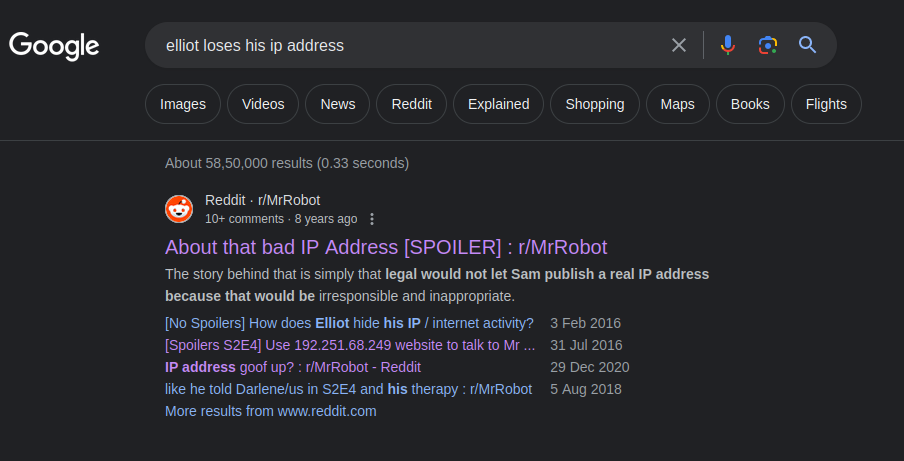 Google
elliot loses his ip address
Images Videos News Reddit Explained Shopping Maps Books Flights
About 58,50,000 results (0.33 seconds)
Reddit · r/MrRobot
10+ comments · 8 years ago
About that bad IP Address [SPOILER] : r/MrRobot
The story behind that is simply that legal would not let Sam publish a real IP address
because that would be irresponsible and inappropriate.
[No Spoilers] How does Elliot hide his IP / internet activity? 3 Feb 2016
[Spoilers S2E4] Use 192.251.68.249 website to talk to Mr ... 31 Jul 2016
IP address goof up? : r/MrRobot - Reddit 29 Dec 2020
like he told Darlene/us in S2E4 and his therapy : r/MrRobot 5 Aug 2018
More results from www.reddit.com